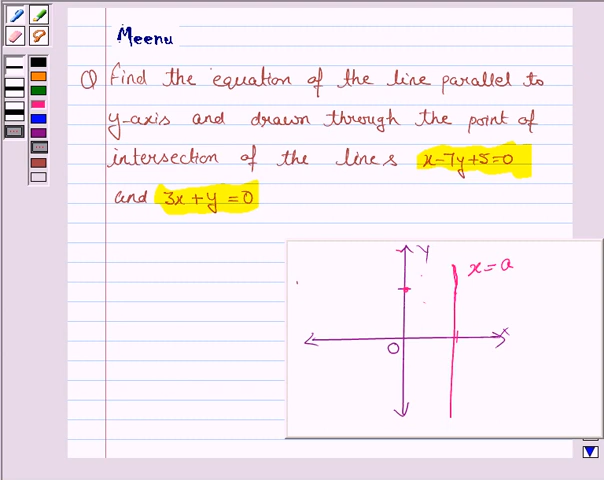 Meenu
Q Find the equation of the line parallel to
y-axis and drawn through the point of
intersection of the lines x-7y+5=0
and 3x+y=0
Y
x=a
X
O